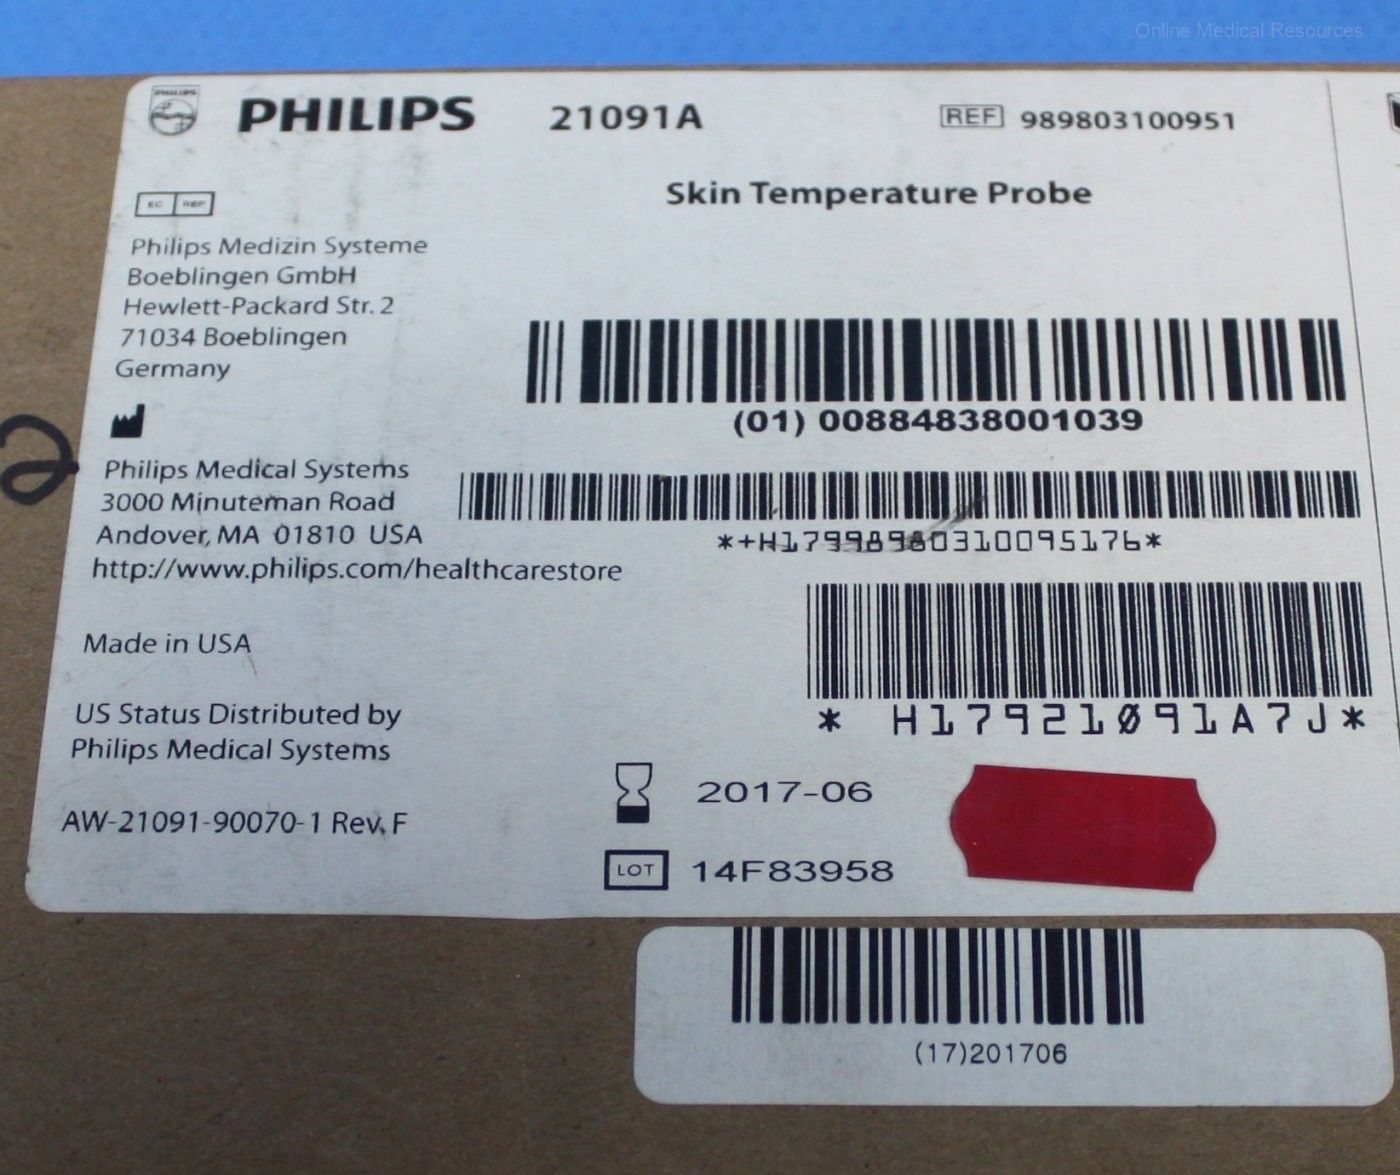 Online Medical Resources
PHILIPS
PHILIPS 21091A REF 989803100951
Skin Temperature Probe
EC REP
Philips Medizin Systeme
Boeblingen GmbH
Hewlett-Packard Str. 2
71034 Boeblingen
Germany
(01) 00884838001039
Philips Medical Systems
3000 Minuteman Road
Andover, MA 01810 USA
http://www.philips.com/healthcarestore
*+H17998980310095176*
Made in USA
*H17921091A7J*
US Status Distributed by
Philips Medical Systems
2017-06
AW-21091-90070-1 Rev. F
LOT 14F83958
(17)201706
2